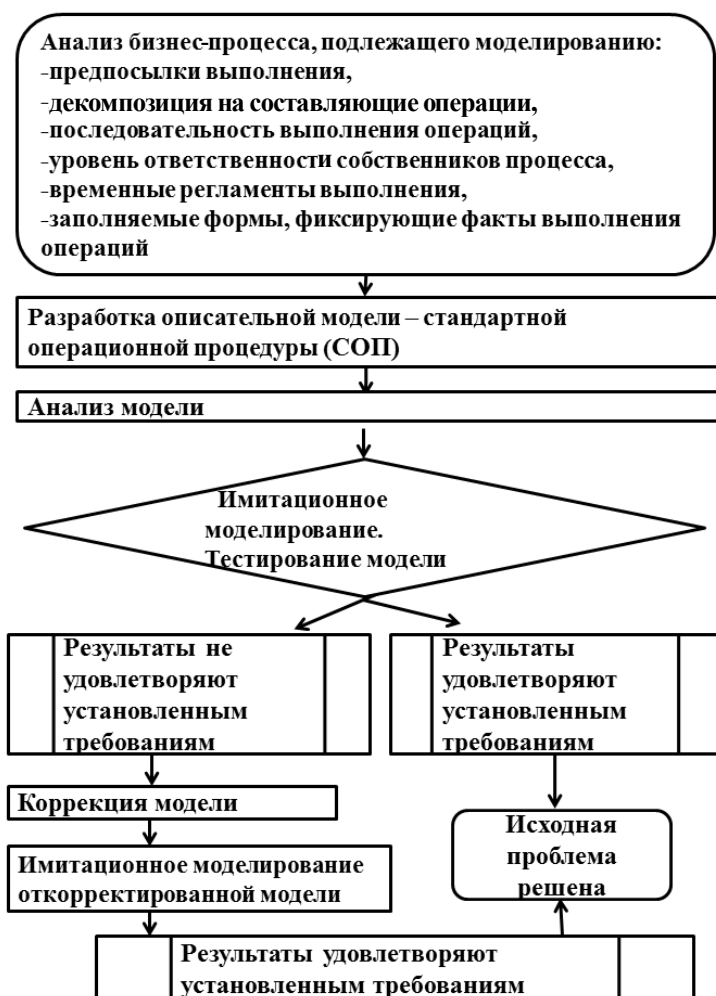 Анализ бизнес-процесса, подлежащего моделированию:
-предпосылки выполнения,
-декомпозиция на составляющие операции,
-последовательность выполнения операций,
-уровень ответственности собственников процесса,
-временные регламенты выполнения,
-заполняемые формы, фиксирующие факты выполнения
операций
Разработка описательной модели – стандартной
операционной процедуры (СОП)
Анализ модели
Имитационное
моделирование.
Тестирование модели
Результаты не
удовлетворяют
установленным
требованиям
Результаты
удовлетворяют
установленным
требованиям
Коррекция модели
Имитационное моделирование
откорректированной модели
Исходная
проблема
решена
Результаты удовлетворяют
установленным требованиям